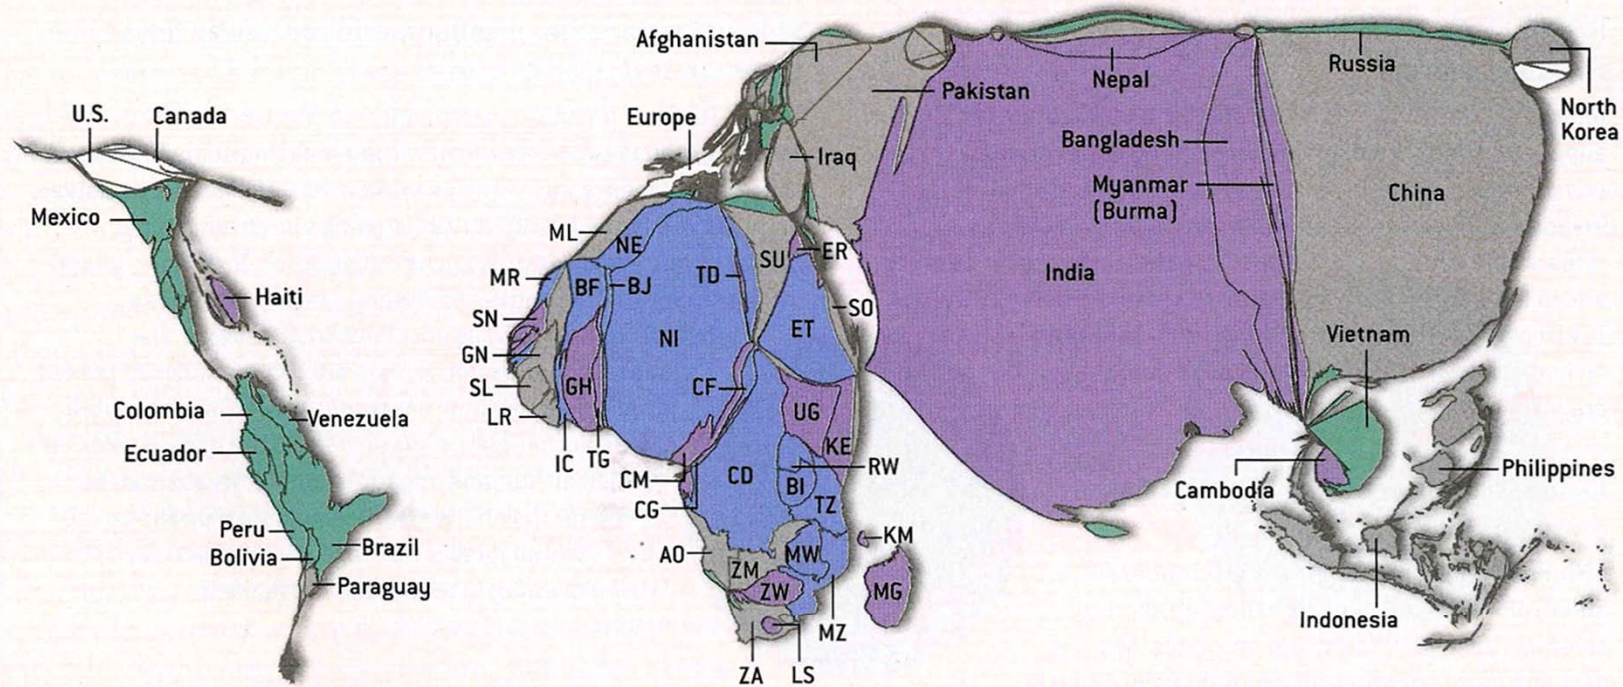 U.S.
Canada
Mexico
Haiti
Colombia
Venezuela
Ecuador
Peru
Bolivia
Brazil
Paraguay
Afghanistan
Europe
Iraq
Pakistan
Nepal
Russia
North
Korea
Bangladesh
Myanmar
(Burma)
China
India
Vietnam
Cambodia
Philippines
Indonesia
ML
NE
MR
BF
BJ
TD
SU
ER
SN
NI
ET
SO
GN
SL
GH
CF
LR
UG
KE
IC
TG
CM
CD
RW
BI
TZ
CG
KM
AO
MW
ZM
ZW
MG
MZ
ZA
LS